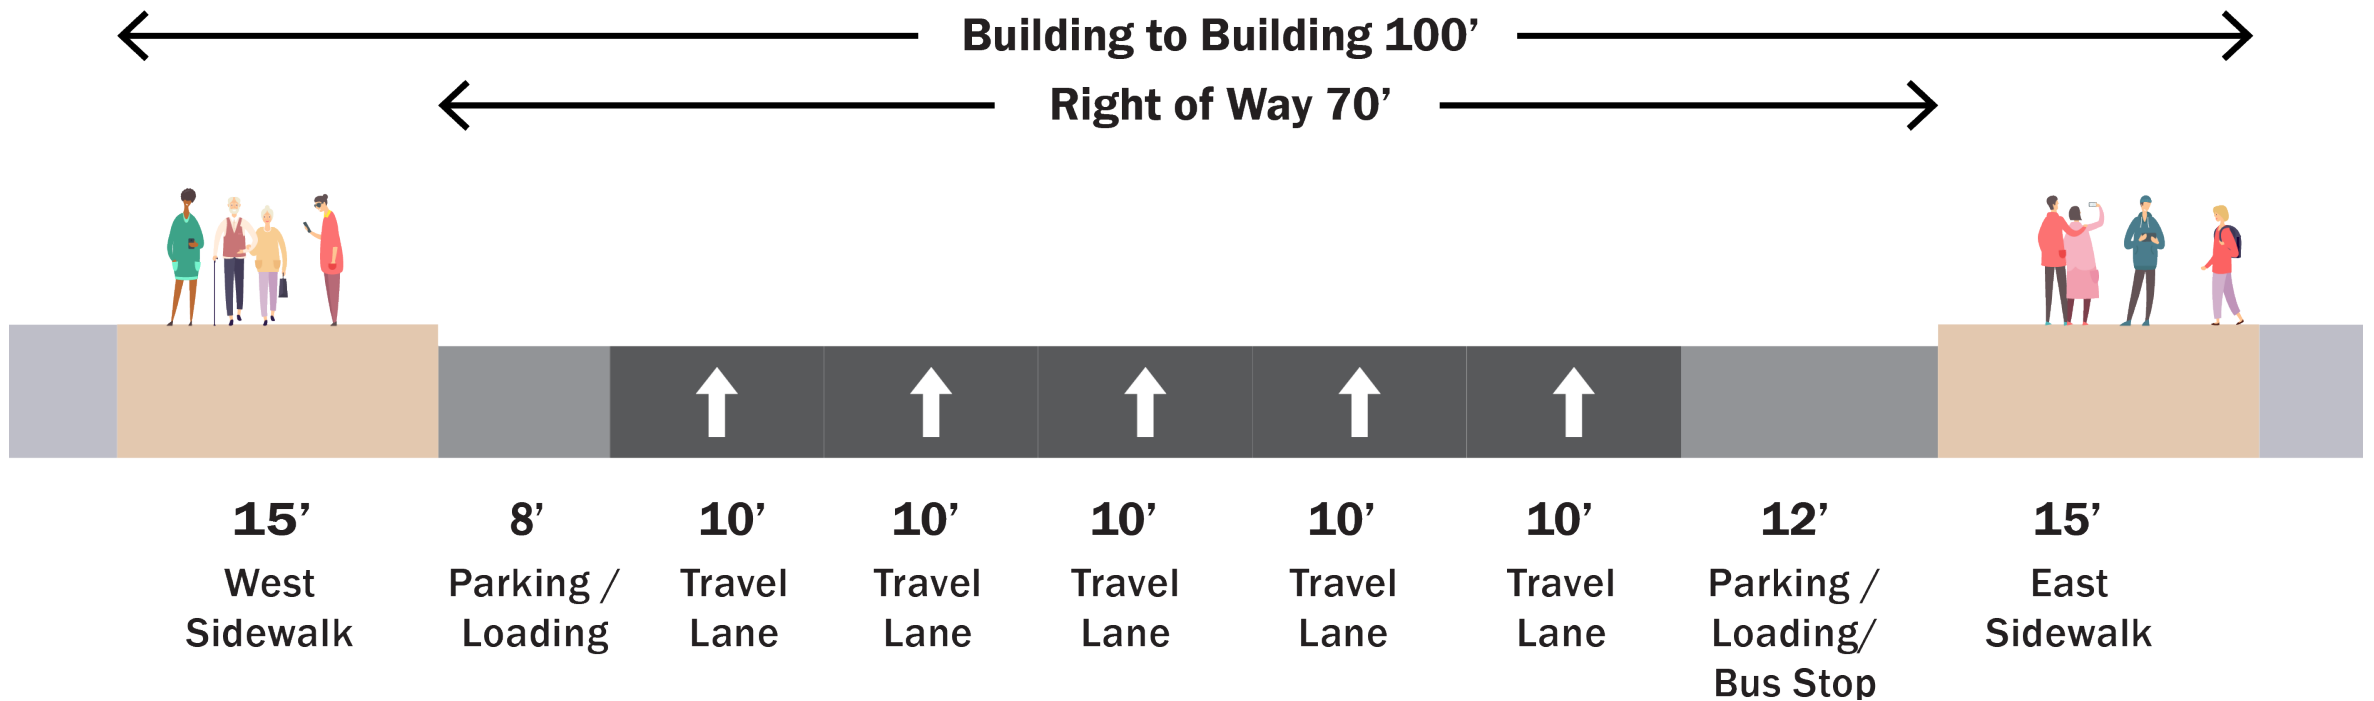 Building to Building 100’
Right of Way 70’
15’
West
Sidewalk
8’
Parking /
Loading
10’
Travel
Lane
10’
Travel
Lane
10’
Travel
Lane
10’
Travel
Lane
10’
Travel
Lane
12’
Parking /
Loading/
Bus Stop
15’
East
Sidewalk